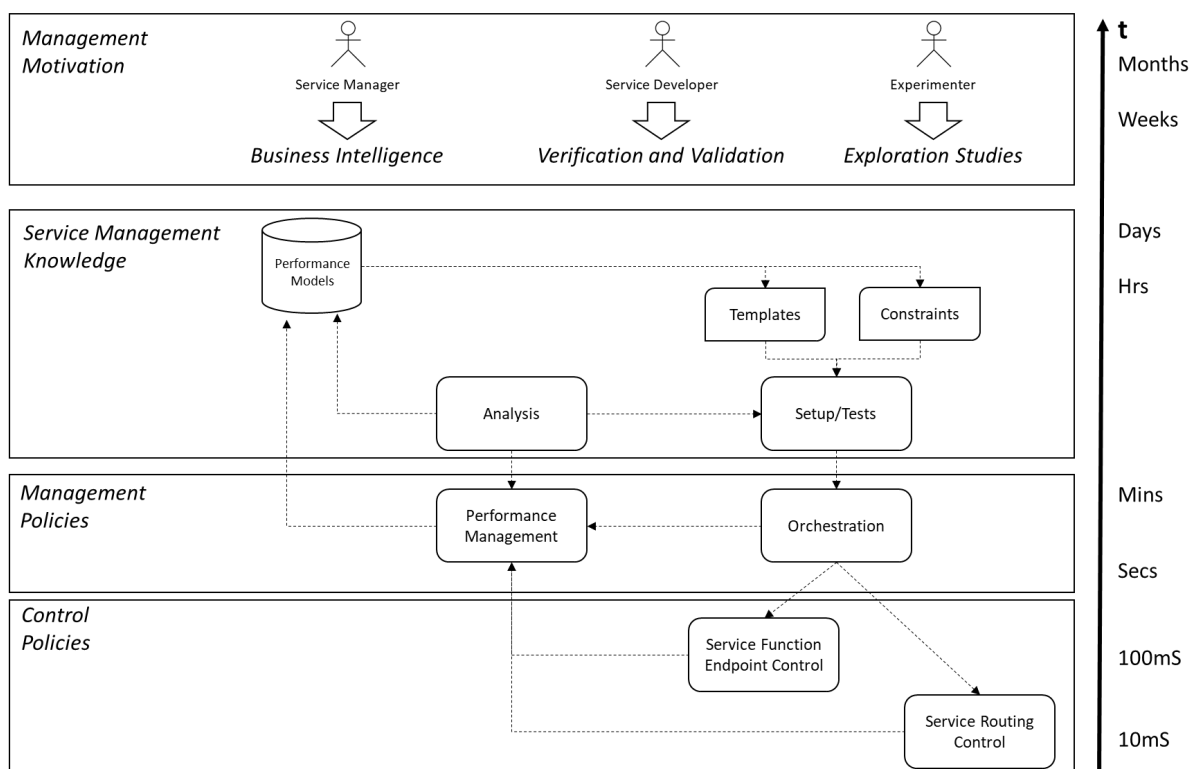 Management
Motivation
Service Manager
Service Developer
Experimenter
Business Intelligence
Verification and Validation
Exploration Studies
t
Months
Weeks
Service Management
Knowledge
Performance
Models
Templates
Constraints
Analysis
Setup/Tests
Days
Hrs
Management
Policies
Performance
Management
Orchestration
Mins
Secs
Control
Policies
Service Function
Endpoint Control
Service Routing
Control
100mS
10mS